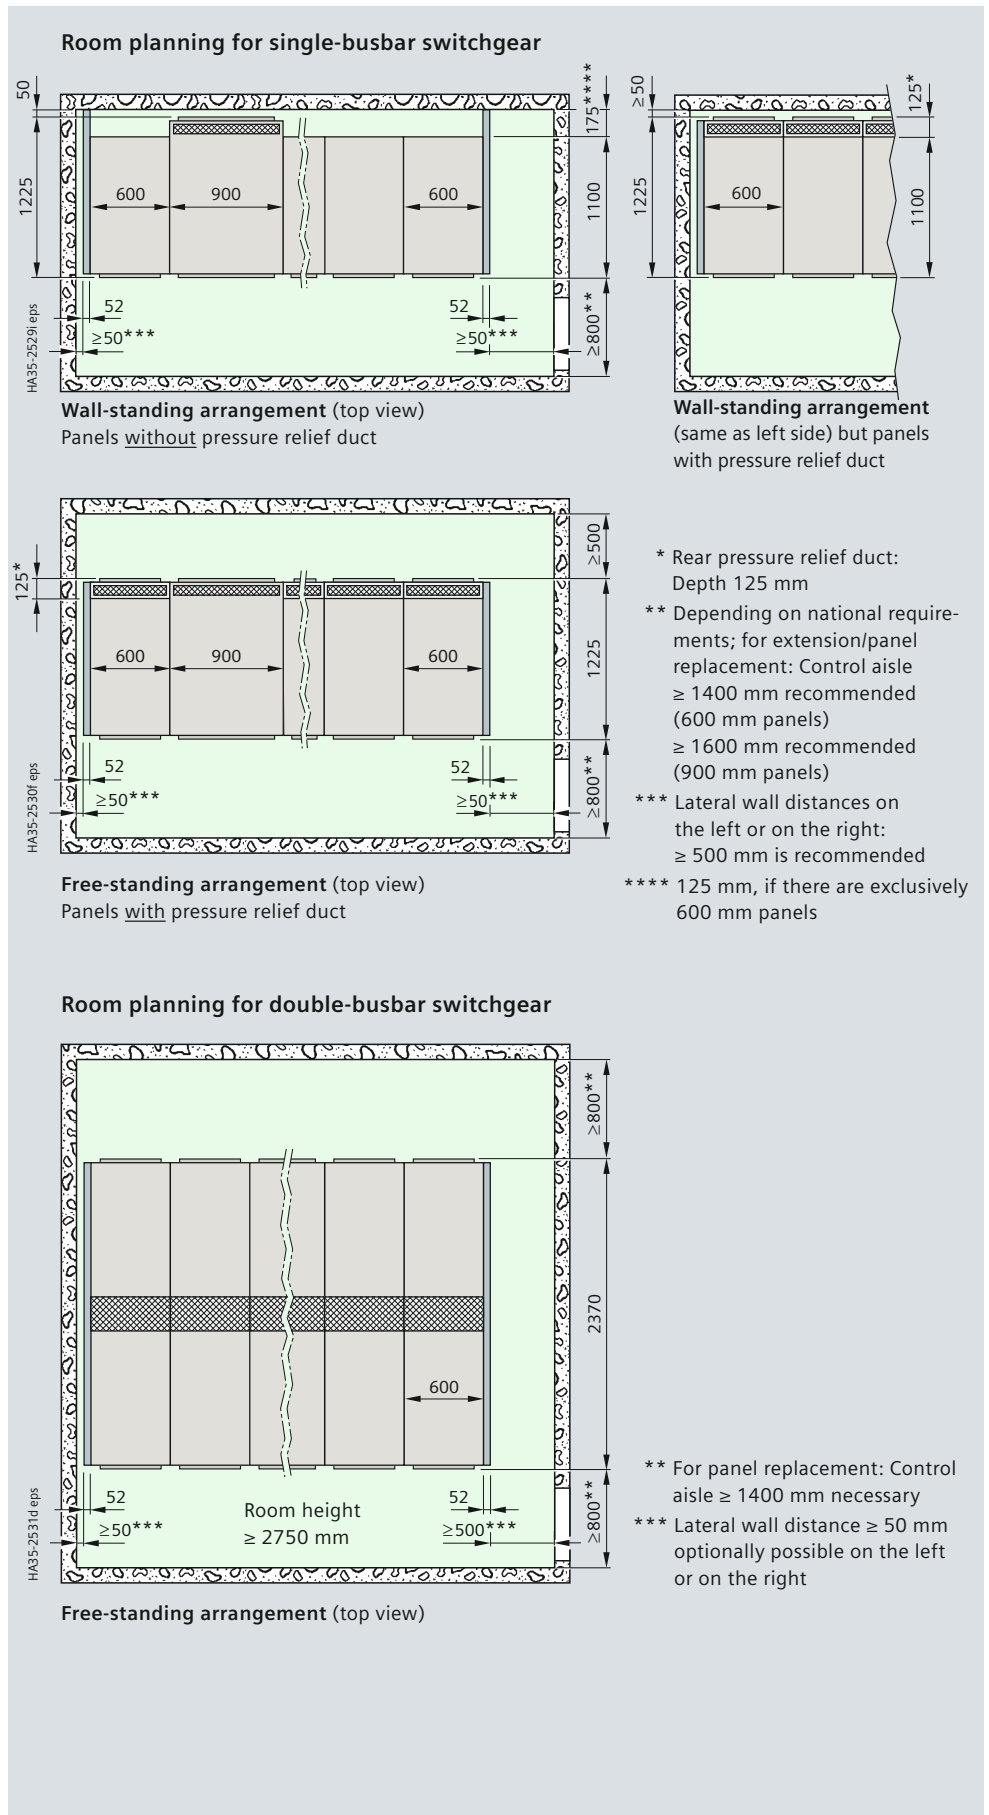 Room planning for single-busbar switchgear
50
1225
600
900
600
175****
1100
52
≥50***
52
≥50***
≥800**
HA35-2529i eps
Wall-standing arrangement (top view)
Panels without pressure relief duct
≥50
1225
600
125*
1100
Wall-standing arrangement
(same as left side) but panels
with pressure relief duct
125*
600
900
600
≥500
1225
52
≥50***
52
≥50***
≥800**
HA35-2530f eps
Free-standing arrangement (top view)
Panels with pressure relief duct
* Rear pressure relief duct:
Depth 125 mm
** Depending on national require-
ments; for extension/panel
replacement: Control aisle
≥ 1400 mm recommended
(600 mm panels)
≥ 1600 mm recommended
(900 mm panels)
*** Lateral wall distances on
the left or on the right:
≥ 500 mm is recommended
**** 125 mm, if there are exclusively
600 mm panels
Room planning for double-busbar switchgear
≥800**
2370
600
52
≥50***
Room height
≥ 2750 mm
52
≥500***
≥800**
HA35-2531d eps
Free-standing arrangement (top view)
** For panel replacement: Control
aisle ≥ 1400 mm necessary
*** Lateral wall distance ≥ 50 mm
optionally possible on the left
or on the right